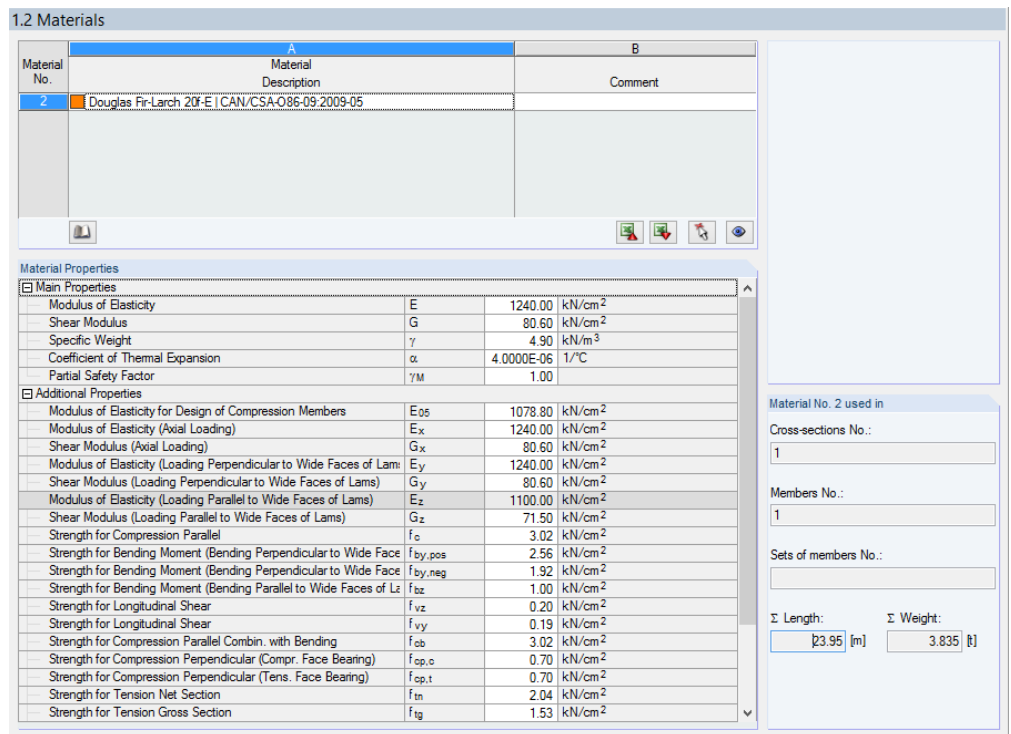 1.2 Materials
A B
Material No. Material Description Comment
2 Douglas Fir-Larch 20f-E | CAN/CSA-O86-09:2009-05
Material Properties
Main Properties
Modulus of Elasticity E 1240.00 kN/cm2
Shear Modulus G 80.60 kN/cm2
Specific Weight γ 4.90 kN/m3
Coefficient of Thermal Expansion α 4.0000E-06 1/°C
Partial Safety Factor γM 1.00
Additional Properties
Modulus of Elasticity for Design of Compression Members E05 1078.80 kN/cm2
Modulus of Elasticity (Axial Loading) Ex 1240.00 kN/cm2
Shear Modulus (Axial Loading) Gx 80.60 kN/cm2
Modulus of Elasticity (Loading Perpendicular to Wide Faces of Lam: Ey 1240.00 kN/cm2
Shear Modulus (Loading Perpendicular to Wide Faces of Lams) Gy 80.60 kN/cm2
Modulus of Elasticity (Loading Parallel to Wide Faces of Lams) Ez 1100.00 kN/cm2
Shear Modulus (Loading Parallel to Wide Faces of Lams) Gz 71.50 kN/cm2
Strength for Compression Parallel fc 3.02 kN/cm2
Strength for Bending Moment (Bending Perpendicular to Wide Face fby,pos 2.56 kN/cm2
Strength for Bending Moment (Bending Perpendicular to Wide Face fby,neg 1.92 kN/cm2
Strength for Bending Moment (Bending Parallel to Wide Faces of La fbz 1.00 kN/cm2
Strength for Longitudinal Shear fvz 0.20 kN/cm2
Strength for Longitudinal Shear fvy 0.19 kN/cm2
Strength for Compression Parallel Combin. with Bending fcb 3.02 kN/cm2
Strength for Compression Perpendicular (Compr. Face Bearing) fcp,c 0.70 kN/cm2
Strength for Compression Perpendicular (Tens. Face Bearing) fcp,t 0.70 kN/cm2
Strength for Tension Net Section ftn 2.04 kN/cm2
Strength for Tension Gross Section ftg 1.53 kN/cm2
Material No. 2 used in
Cross-sections No.:
1
Members No.:
1
Sets of members No.:
Σ Length: Σ Weight:
23.95 [m] 3.835 [t]